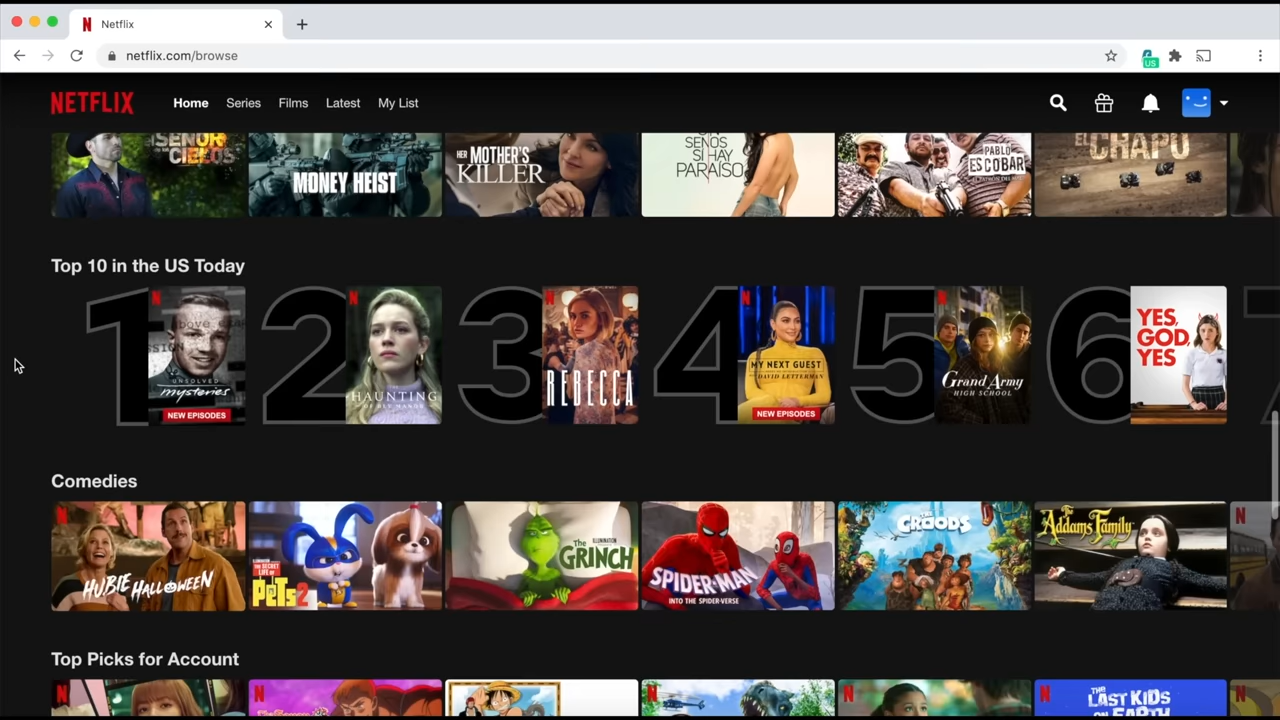 Netflix
netflix.com/browse
US
NETFLIX
Home
Series
Films
Latest
My List
SEÑOR
CIELOS
MONEY HEIST
HER MOTHER'S
KILLER
SENOS
SÍ HAY
PARAÍSO
PABLO
ESCOBAR
EL CHAPO
Top 10 in the US Today
1
UNSOLVED
mysteries
NEW EPISODES
2
HAUNTING
3
REBECCA
4
MY NEXT GUEST
DAVID LETTERMAN
NEW EPISODES
5
Grand Army
HIGH SCHOOL
6
YES,
GOD,
YES
7
Comedies
HUBIE HALLOWEEN
THE SECRET LIFE OF
PETS 2
ILLUMINATION
The
GRINCH
SPIDER-MAN
INTO THE SPIDER-VERSE
THE
CROODS
The
Addams Family
Top Picks for Account
THE
LAST KIDS
ON EARTH